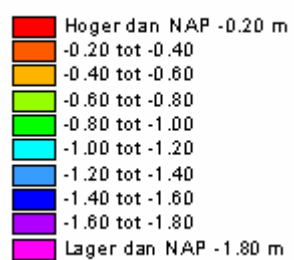 Hoger dan NAP -0.20 m
-0.20 tot -0.40
-0.40 tot -0.60
-0.60 tot -0.80
-0.80 tot -1.00
-1.00 tot -1.20
-1.20 tot -1.40
-1.40 tot -1.60
-1.60 tot -1.80
Lager dan NAP -1.80 m